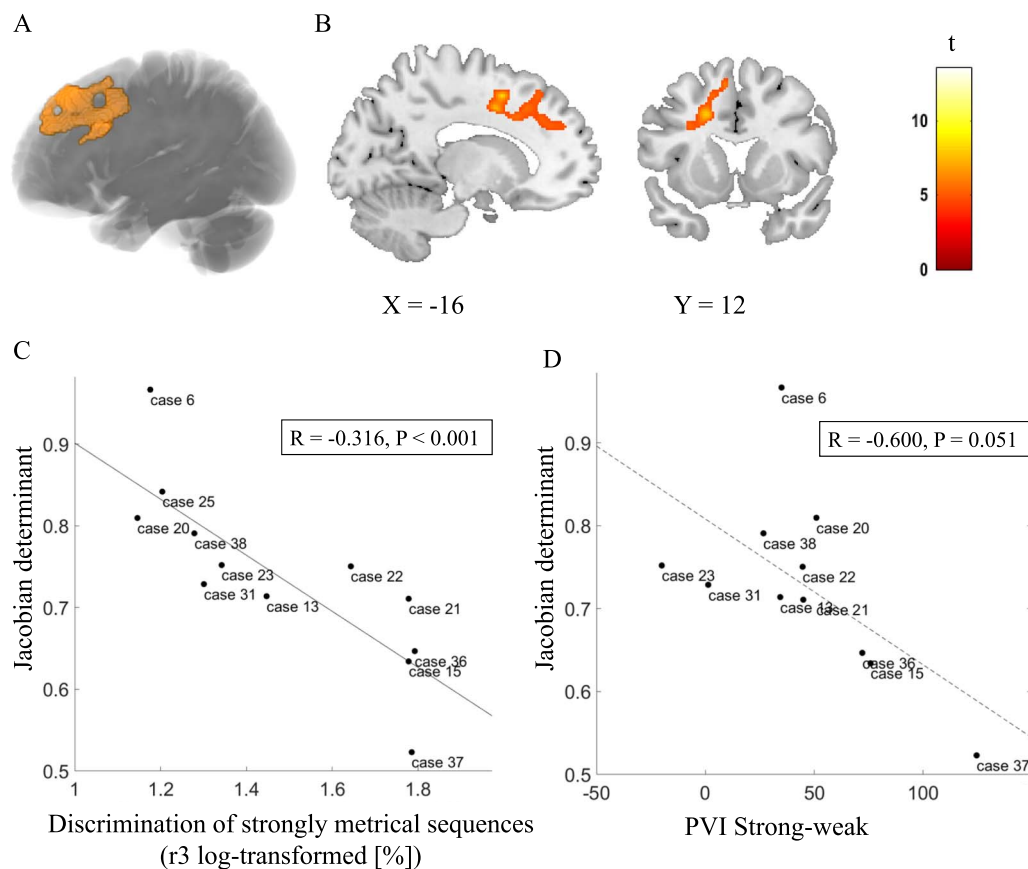 A
B
t
10
5
0
X = -16
Y = 12
C
Jacobian determinant
0.9
0.8
0.7
0.6
0.5
R = -0.316, P < 0.001
case 6
case 25
case 20
case 38
case 23
case 22
case 31
case 13
case 21
case 36
case 15
case 37
1
1.2
1.4
1.6
1.8
Discrimination of strongly metrical sequences
(r3 log-transformed [%])
D
Jacobian determinant
0.9
0.8
0.7
0.6
0.5
R = -0.600, P = 0.051
case 6
case 20
case 38
case 23
case 22
case 31
case 13
case 21
case 36
case 15
case 37
-50
0
50
100
PVI Strong-weak